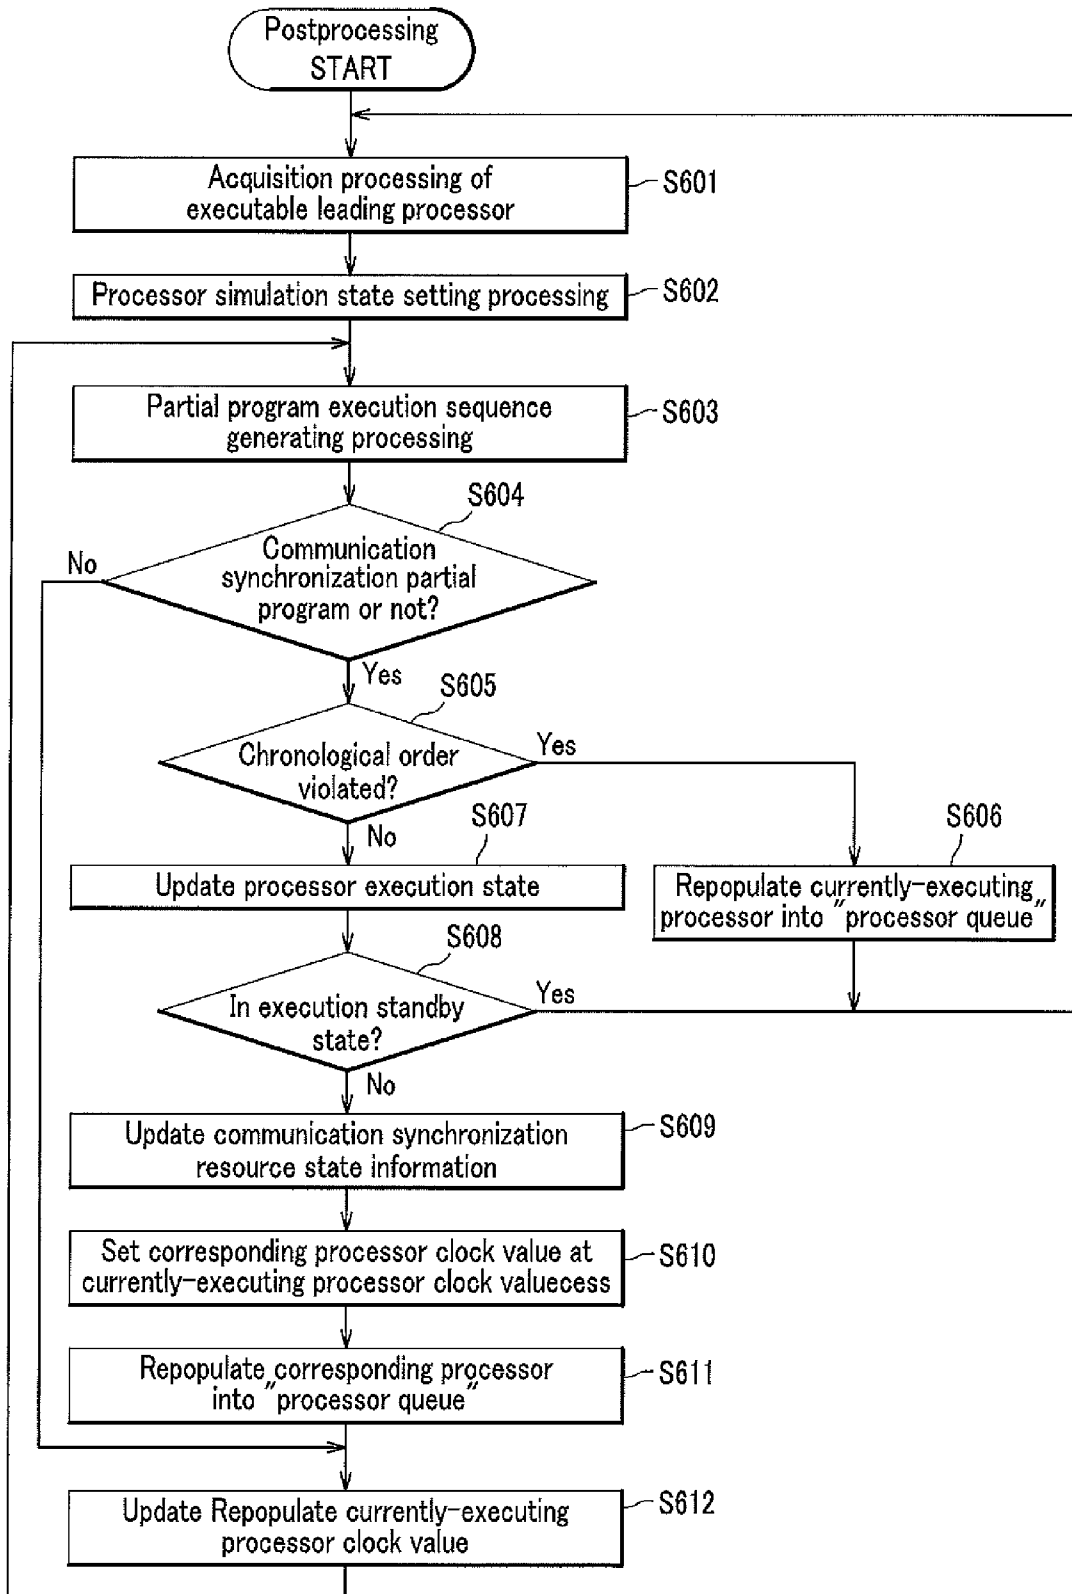 Postprocessing
START
Acquisition processing of
executable leading processor
S601
Processor simulation state setting processing
S602
Partial program execution sequence
generating processing
S603
S604
Communication
synchronization partial
program or not?
No
Yes
S605
Chronological order
violated?
Yes
No
S607
Update processor execution state
S606
Repopulate currently-executing
processor into "processor queue"
S608
In execution standby
state?
Yes
No
Update communication synchronization
resource state information
S609
Set corresponding processor clock value at
currently-executing processor clock valuecess
S610
Repopulate corresponding processor
into "processor queue"
S611
Update Repopulate currently-executing
processor clock value
S612